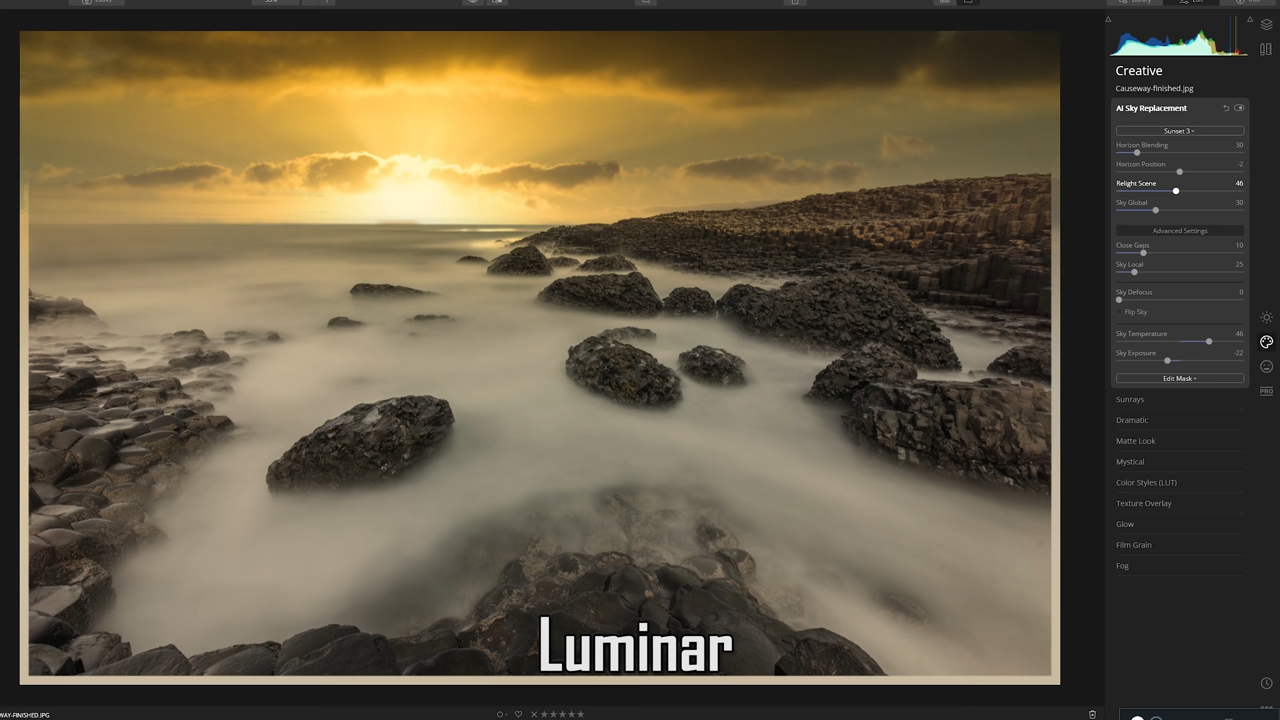 Creative
Causeway-finished.jpg
AI Sky Replacement
Sunset 3
Horizon Blending 30
Horizon Position -2
Relight Scene 46
Sky Global 30
Advanced Settings
Close Gaps 10
Sky Local 25
Sky Defocus 0
Flip Sky
Sky Temperature 46
Sky Exposure -22
Edit Mask
Sunrays
Dramatic
Matte Look
Mystical
Color Styles (LUT)
Texture Overlay
Glow
Film Grain
Fog
PRO
Luminar
WAY-FINISHED.JPG